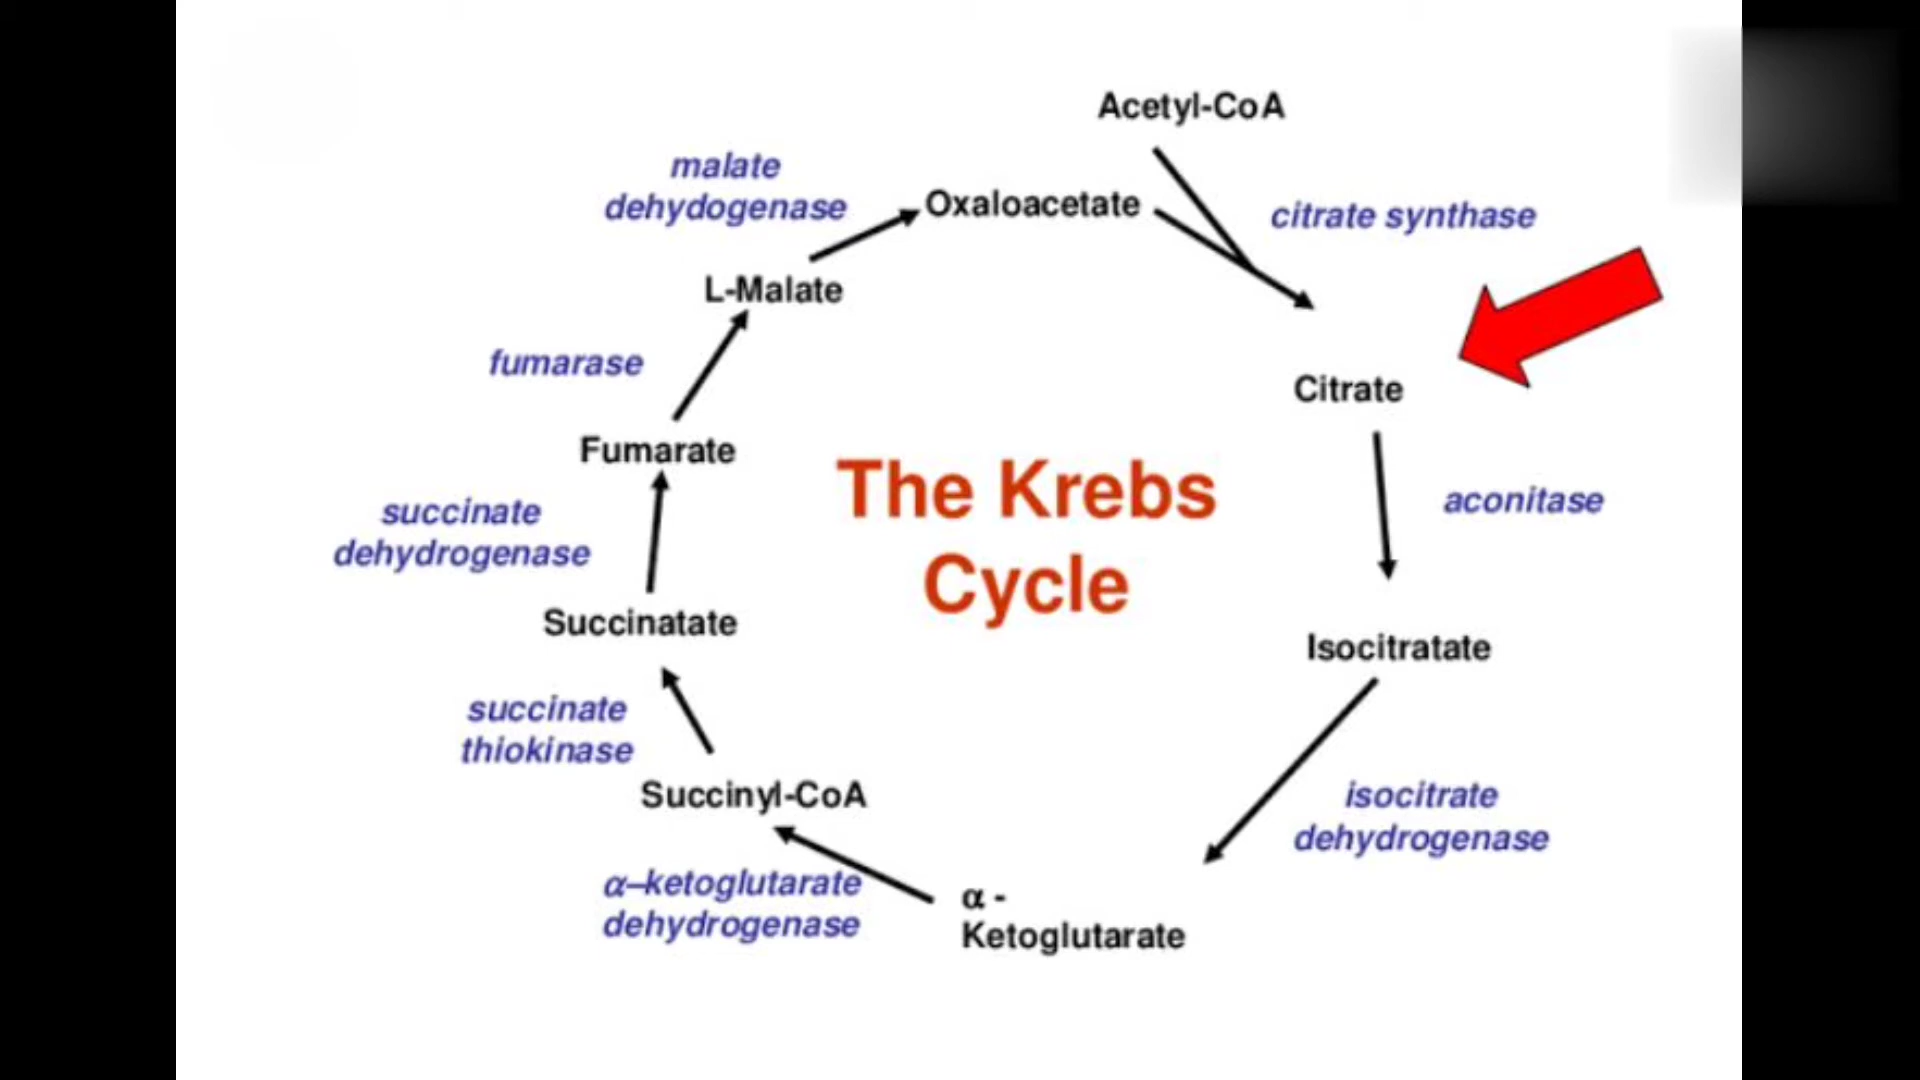 Acetyl-CoA
malate
dehydogenase
Oxaloacetate
citrate synthase
L-Malate
fumarase
Citrate
Fumarate
The Krebs
Cycle
aconitase
succinate
dehydrogenase
Succinatate
Isocitratate
succinate
thiokinase
Succinyl-CoA
isocitrate
dehydrogenase
α–ketoglutarate
dehydrogenase
α -
Ketoglutarate